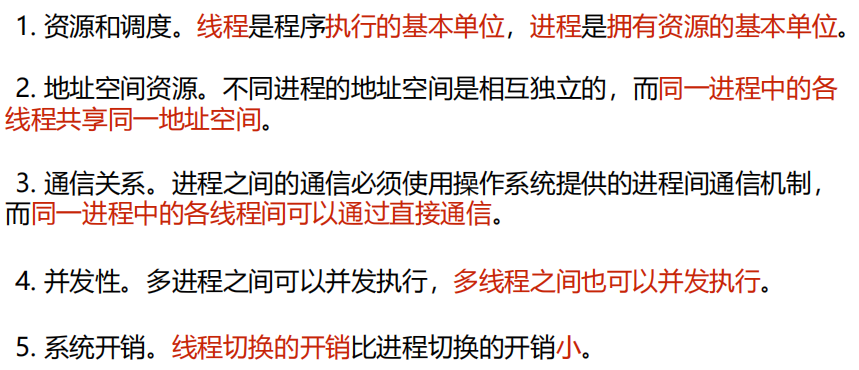 1. 资源和调度。线程是程序执行的基本单位，进程是拥有资源的基本单位。
2. 地址空间资源。不同进程的地址空间是相互独立的，而同一进程中的各
线程共享同一地址空间。
3. 通信关系。进程之间的通信必须使用操作系统提供的进程间通信机制，
而同一进程中的各线程间可以通过直接通信。
4. 并发性。多进程之间可以并发执行，多线程之间也可以并发执行。
5. 系统开销。线程切换的开销比进程切换的开销小。